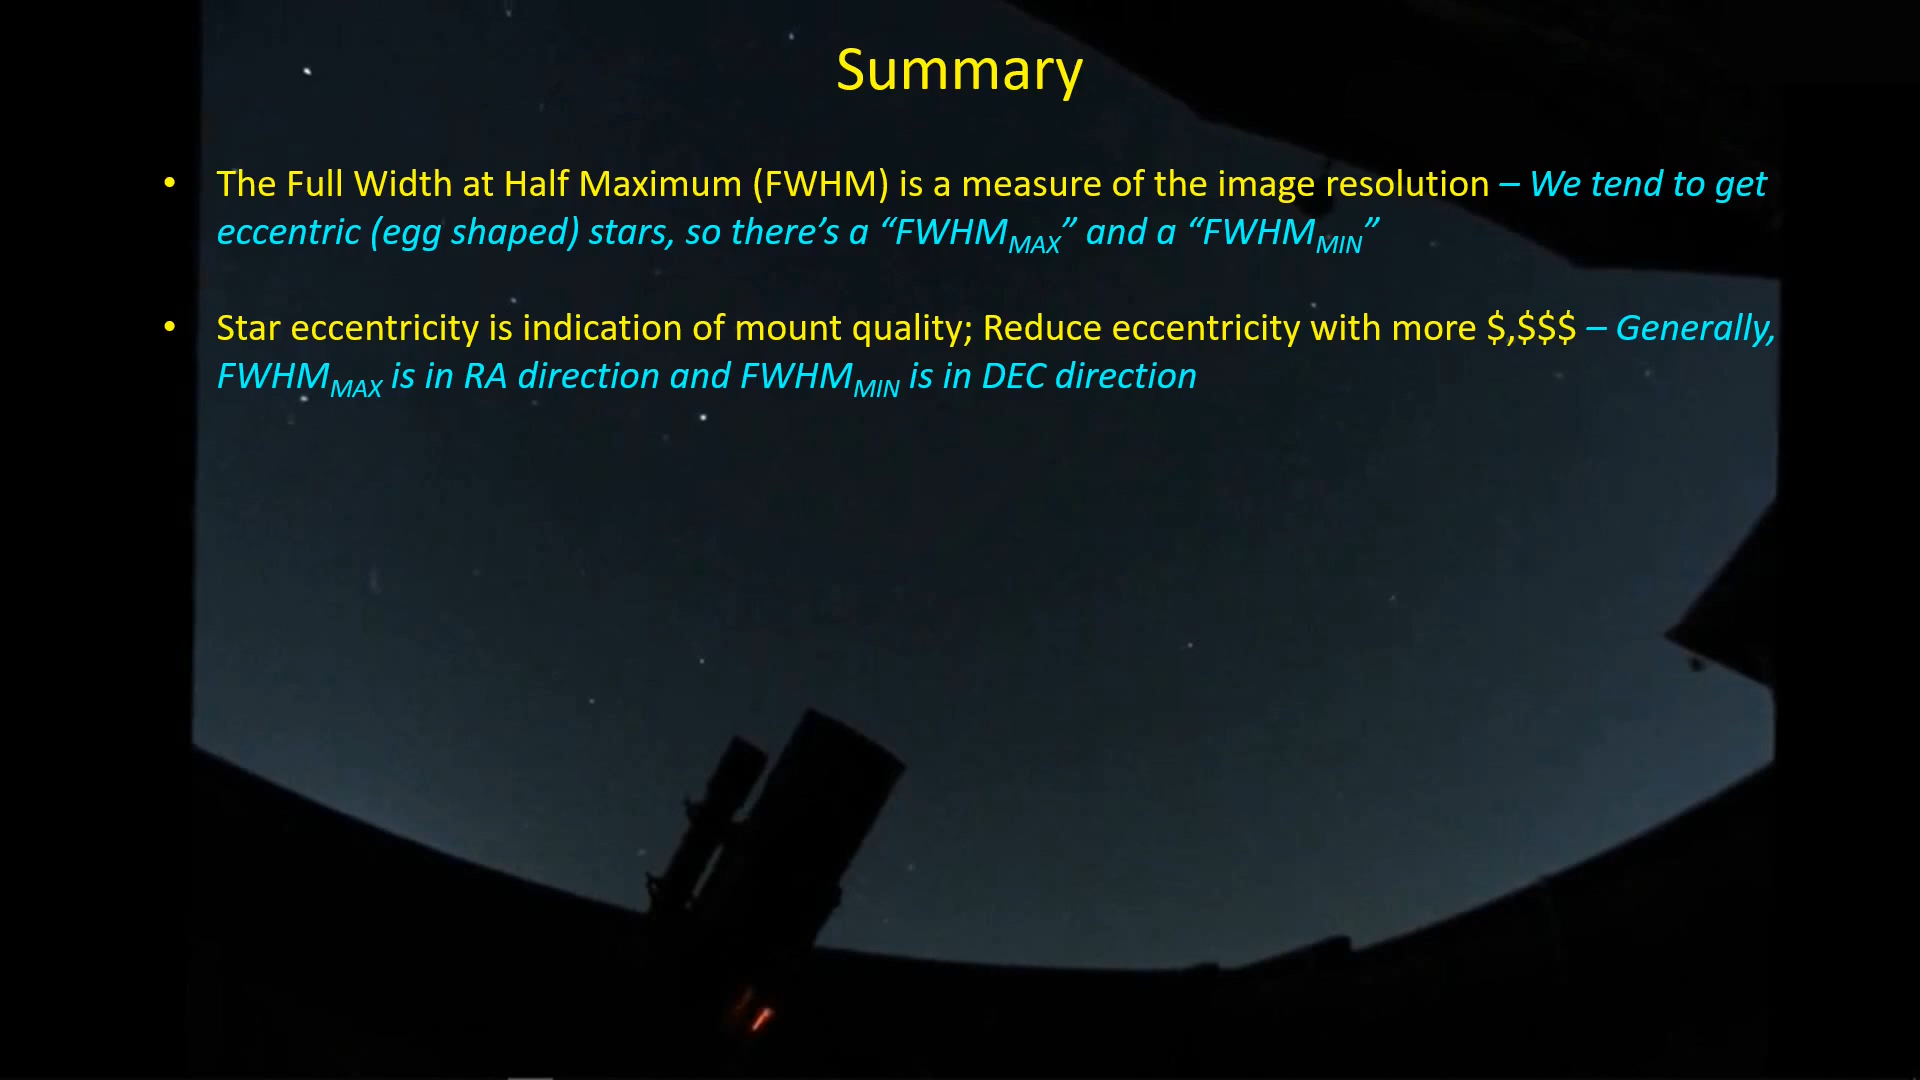 Summary
• The Full Width at Half Maximum (FWHM) is a measure of the image resolution – We tend to get
eccentric (egg shaped) stars, so there’s a “FWHMMAX” and a “FWHMMIN”
• Star eccentricity is indication of mount quality; Reduce eccentricity with more $,$$$ – Generally,
FWHMMAX is in RA direction and FWHMMIN is in DEC direction